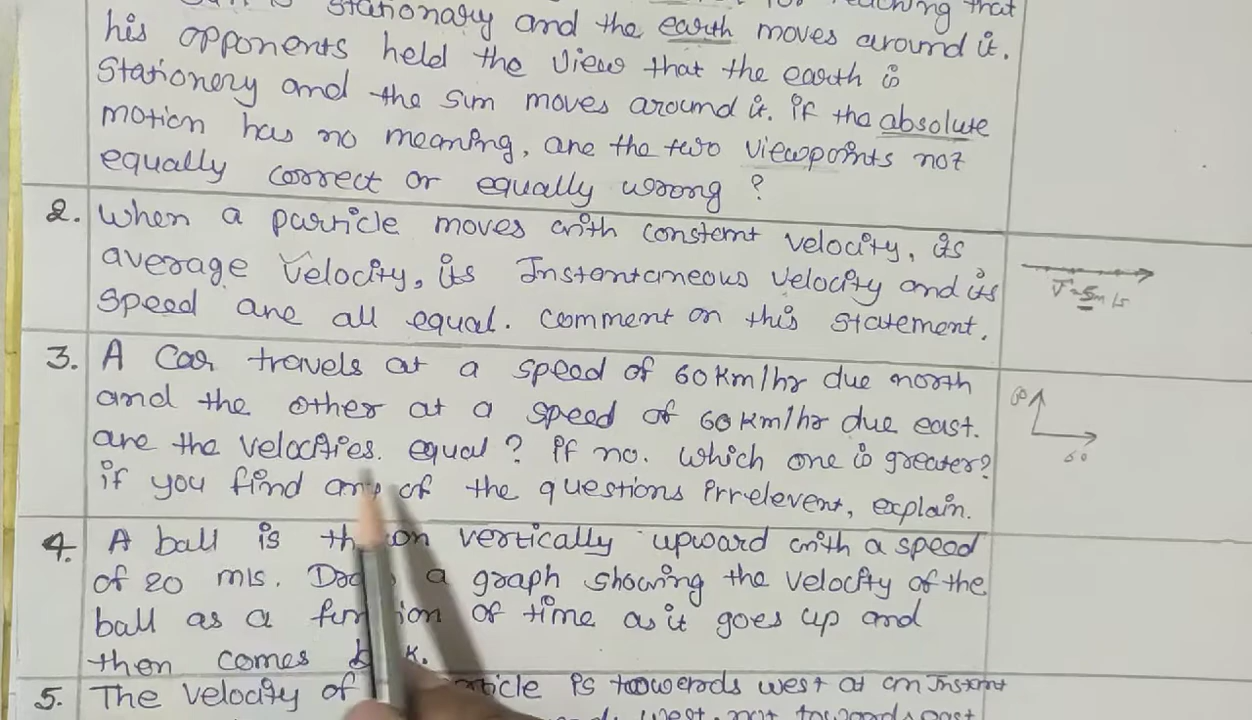 stationary and the earth moves around it.
his opponents held the view that the earth is
Stationery and the sun moves around it. if the absolute
motion has no meaning, are the two viewpoints not
equally correct or equally wrong ?
2. When a particle moves with constant velocity, its
average velocity, its Instantaneous velocity and its
speed are all equal. comment on this statement.
V=5m/s
3. A Car travels at a speed of 60 km/hr due north
and the other at a speed of 60 km/hr due east.
are the velocities equal ? if no. which one is greater?
if you find any of the questions irrelevent, explain.
60
60
4. A ball is vertically upward with a speed
of 20 m/s. a graph showing the velocity of the
ball as a function of time as it goes up and
then comes
5. The velocity of particle is towards west at an Instant
west, not towards east